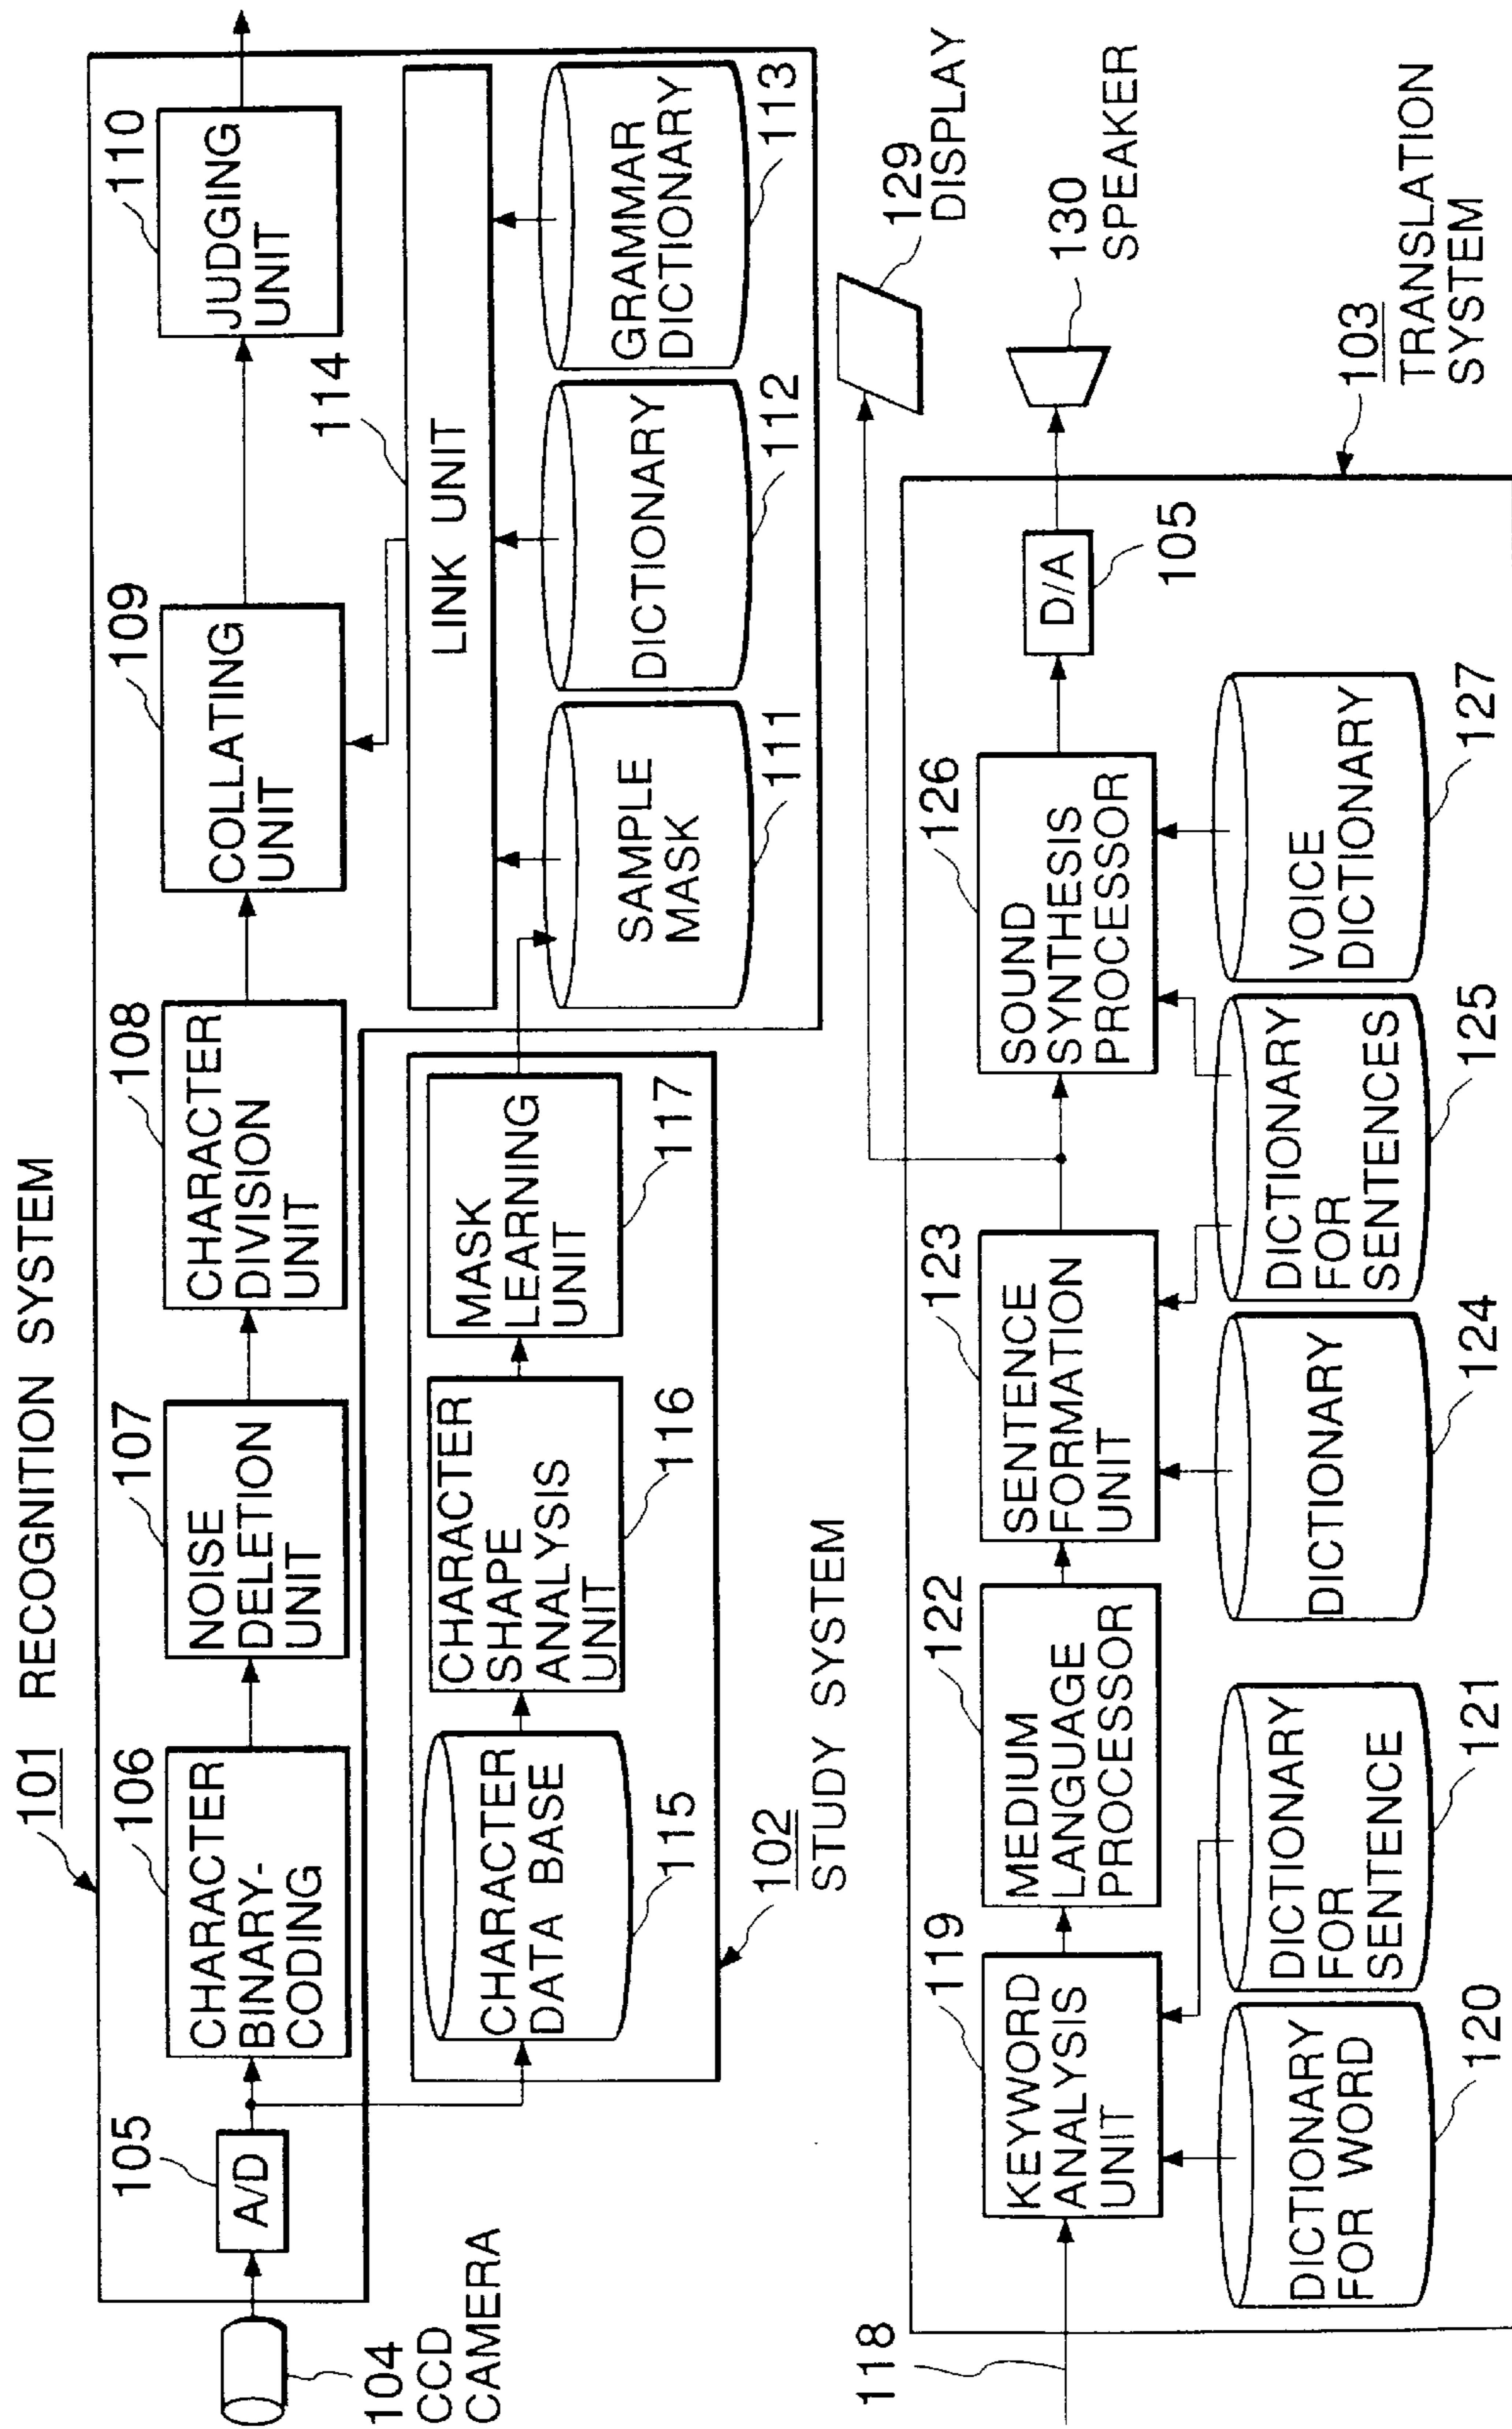 101 RECOGNITION SYSTEM
104
CCD
CAMERA
105
A/D
106
CHARACTER
BINARY-
CODING
107
NOISE
DELETION
UNIT
108
CHARACTER
DIVISION
UNIT
109
COLLATING
UNIT
110
JUDGING
UNIT
114
LINK UNIT
SAMPLE
MASK
111
DICTIONARY
112
GRAMMAR
DICTIONARY
113
CHARACTER
DATA BASE
115
CHARACTER
SHAPE
ANALYSIS
UNIT
116
MASK
LEARNING
UNIT
117
102
STUDY SYSTEM
118
119
KEYWORD
ANALYSIS
UNIT
122
MEDIUM
LANGUAGE
PROCESSOR
123
SENTENCE
FORMATION
UNIT
126
SOUND
SYNTHESIS
PROCESSOR
D/A
105
129
DISPLAY
130
SPEAKER
DICTIONARY
FOR WORD
120
DICTIONARY
FOR
SENTENCE
121
DICTIONARY
124
DICTIONARY
FOR
SENTENCES
125
VOICE
DICTIONARY
127
103
TRANSLATION
SYSTEM